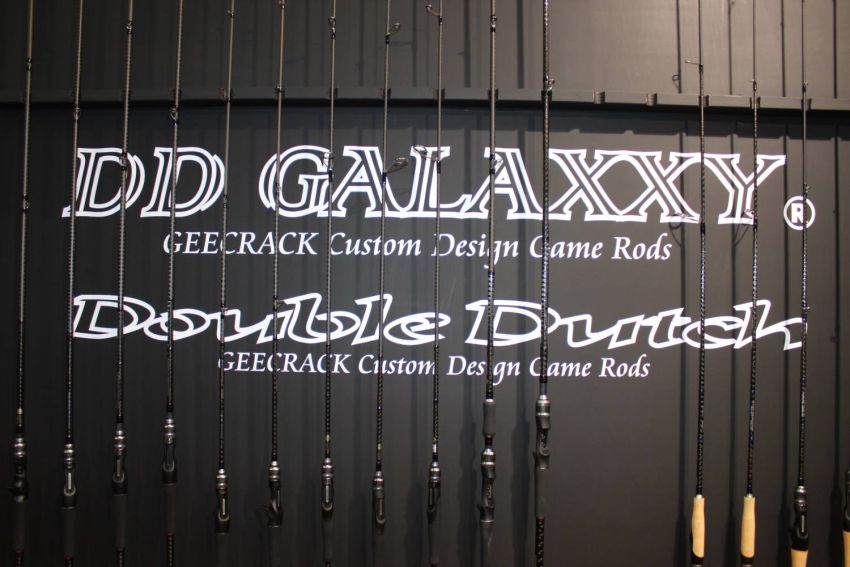 DD GALAXXY®
GEECRACK Custom Design Game Rods
Double Dutch
GEECRACK Custom Design Game Rods